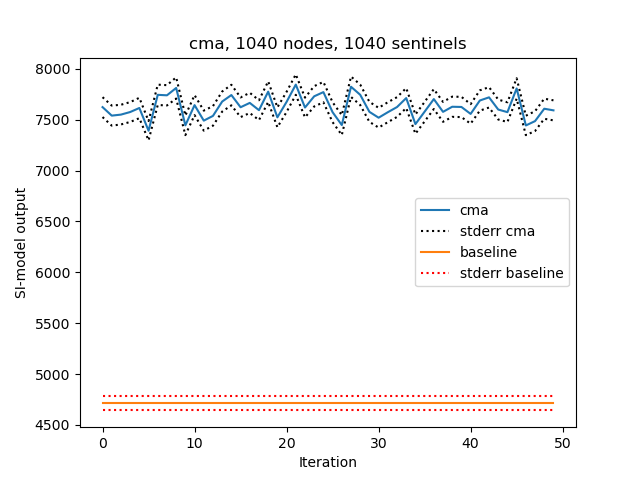 cma, 1040 nodes, 1040 sentinels
8000
7500
7000
6500
6000
5500
5000
4500
SI-model output
cma
stderr cma
baseline
stderr baseline
0
10
20
30
40
50
Iteration